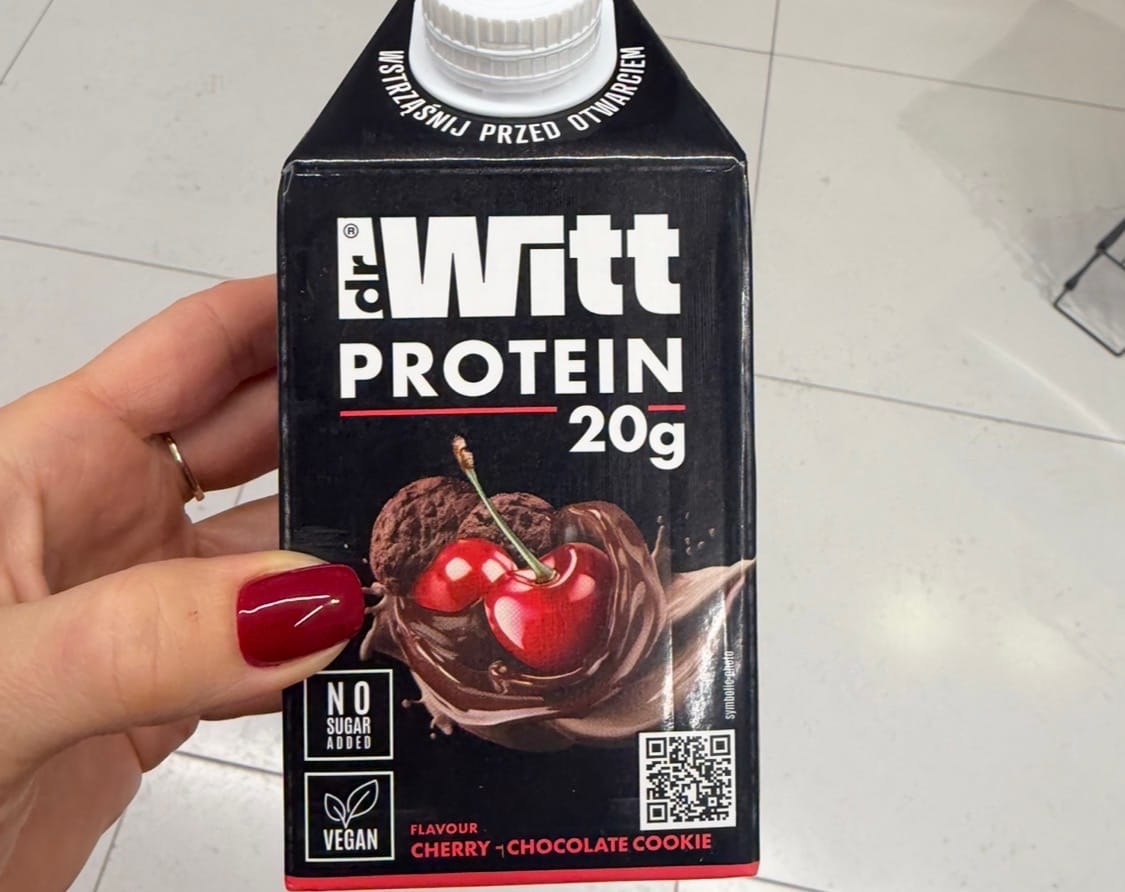 WSTRZĄŚNIJ PRZED OTWARCIEM
dr Witt®
PROTEIN
20g
symbolic photo
NO
SUGAR
ADDED
VEGAN
FLAVOUR
CHERRY - CHOCOLATE COOKIE